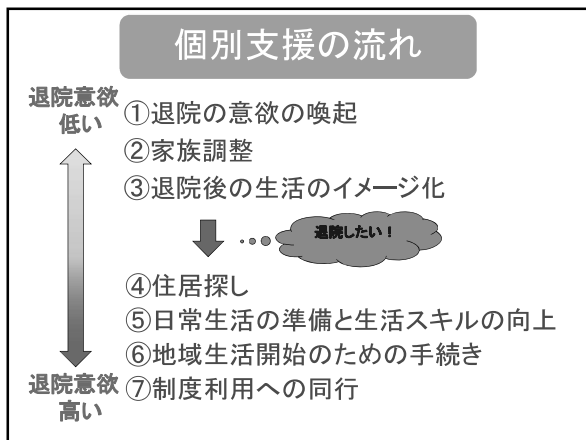 個別支援の流れ
退院意欲
低い
①退院の意欲の喚起
②家族調整
③退院後の生活のイメージ化
退院したい！
④住居探し
⑤日常生活の準備と生活スキルの向上
⑥地域生活開始のための手続き
⑦制度利用への同行
退院意欲
高い